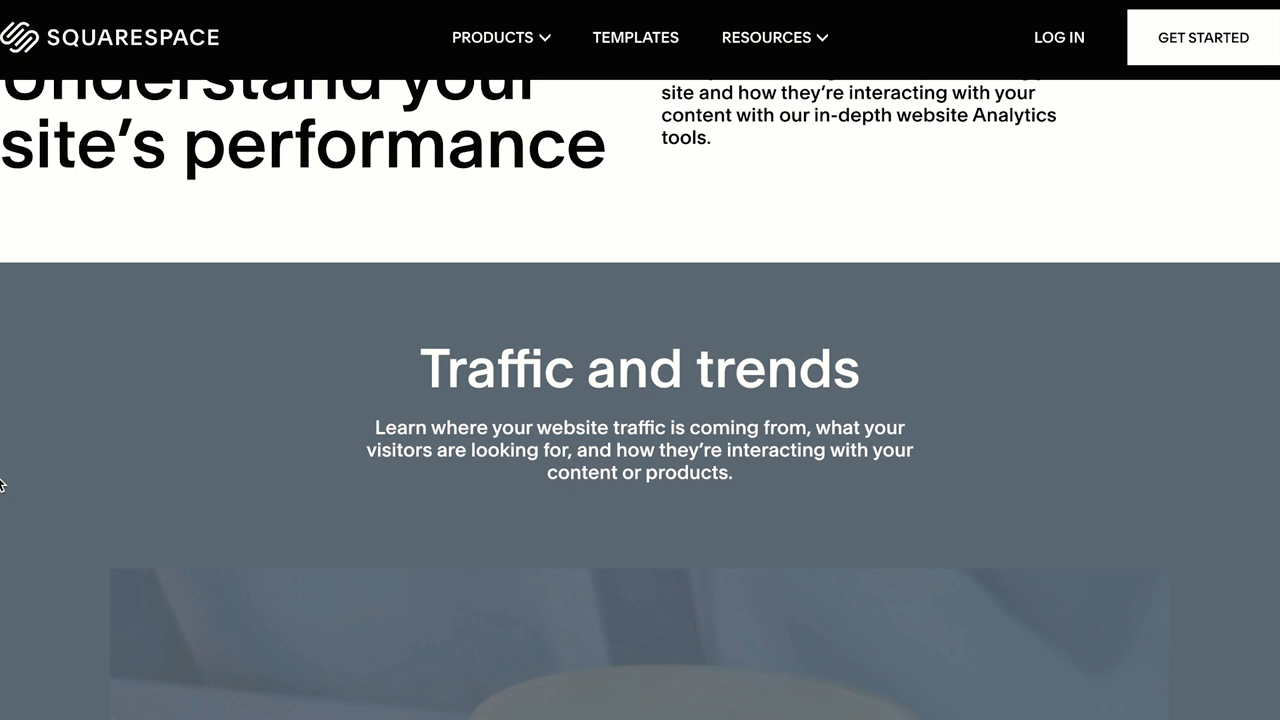 SQUARESPACE
PRODUCTS
TEMPLATES
RESOURCES
LOG IN
GET STARTED
Understand your
site’s performance
site and how they’re interacting with your
content with our in-depth website Analytics
tools.
Traffic and trends
Learn where your website traffic is coming from, what your
visitors are looking for, and how they’re interacting with your
content or products.